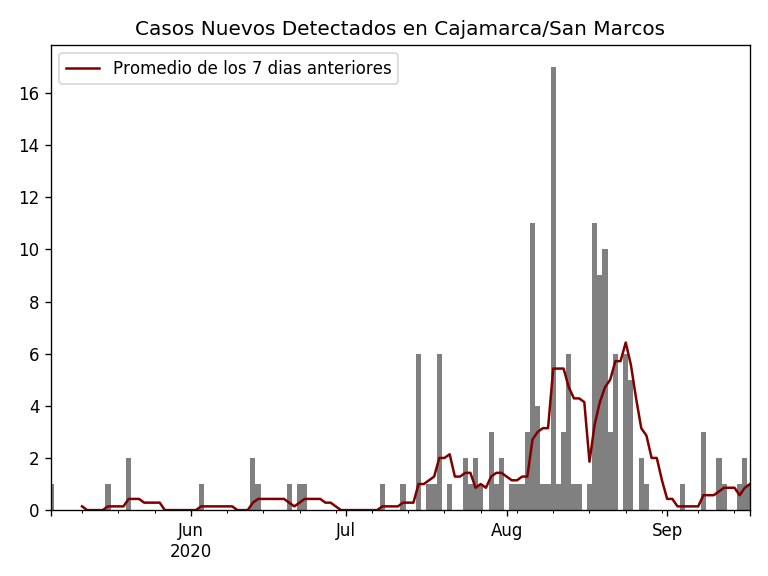 Casos Nuevos Detectados en Cajamarca/San Marcos
Promedio de los 7 dias anteriores
16
14
12
10
8
6
4
2
0
Jun
2020
Jul
Aug
Sep